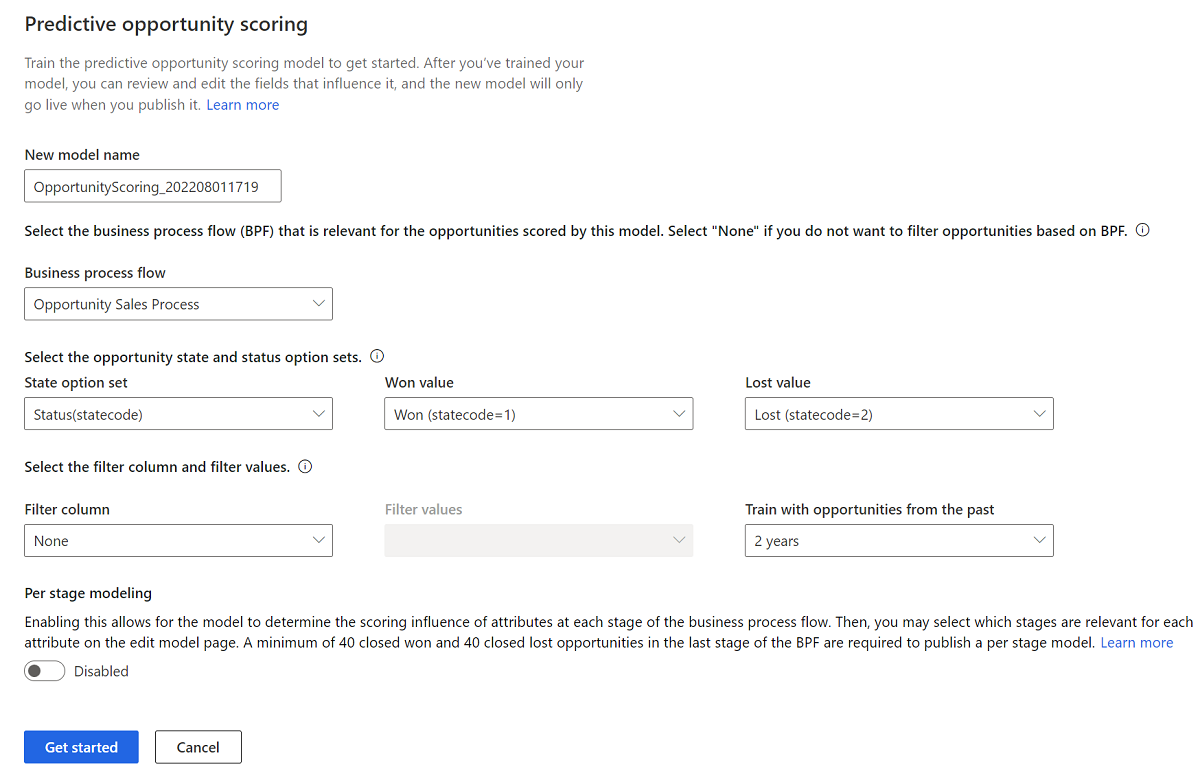 Predictive opportunity scoring
Train the predictive opportunity scoring model to get started. After you’ve trained your
model, you can review and edit the fields that influence it, and the new model will only
go live when you publish it. Learn more
New model name
OpportunityScoring_202208011719
Select the business process flow (BPF) that is relevant for the opportunities scored by this model. Select "None" if you do not want to filter opportunities based on BPF.
Business process flow
Opportunity Sales Process
Select the opportunity state and status option sets.
State option set Won value Lost value
Status(statecode) Won (statecode=1) Lost (statecode=2)
Select the filter column and filter values.
Filter column Filter values Train with opportunities from the past
None 2 years
Per stage modeling
Enabling this allows for the model to determine the scoring influence of attributes at each stage of the business process flow. Then, you may select which stages are relevant for each
attribute on the edit model page. A minimum of 40 closed won and 40 closed lost opportunities in the last stage of the BPF are required to publish a per stage model. Learn more
Disabled
Get started Cancel